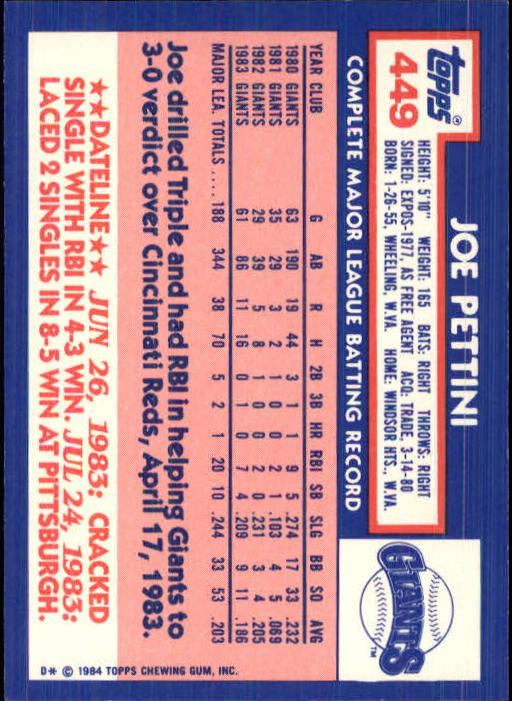 topps®
449
JOE PETTINI
HEIGHT: 5'10" WEIGHT: 165 BATS: RIGHT THROWS: RIGHT
SIGNED: EXPOS-1977, AS FREE AGENT ACQ: TRADE, 3-14-80
BORN: 1-26-55, WHEELING, W.VA. HOME: WINDSOR HTS., W.VA.
GIANTS™
COMPLETE MAJOR LEAGUE BATTING RECORD
YEAR CLUB G AB R H 2B 3B HR RBI SB SLG BB SO AVG
1980 GIANTS 63 190 19 44 3 1 1 9 5 .274 17 33 .232
1981 GIANTS 35 29 3 2 1 0 0 2 1 .103 4 5 .069
1982 GIANTS 29 39 5 8 1 0 0 2 0 .231 3 4 .205
1983 GIANTS 61 86 11 16 0 1 0 7 4 .209 9 11 .186
MAJOR LEA. TOTALS .... 188 344 38 70 5 2 1 20 10 .244 33 53 .203
Joe drilled Triple and had RBI in helping Giants to
3-0 verdict over Cincinnati Reds, April 17, 1983.
★★DATELINE★★ JUN 26, 1983: CRACKED
SINGLE WITH RBI IN 4-3 WIN. JUL 24, 1983:
LACED 2 SINGLES IN 8-5 WIN AT PITTSBURGH.
D* © 1984 TOPPS CHEWING GUM, INC.